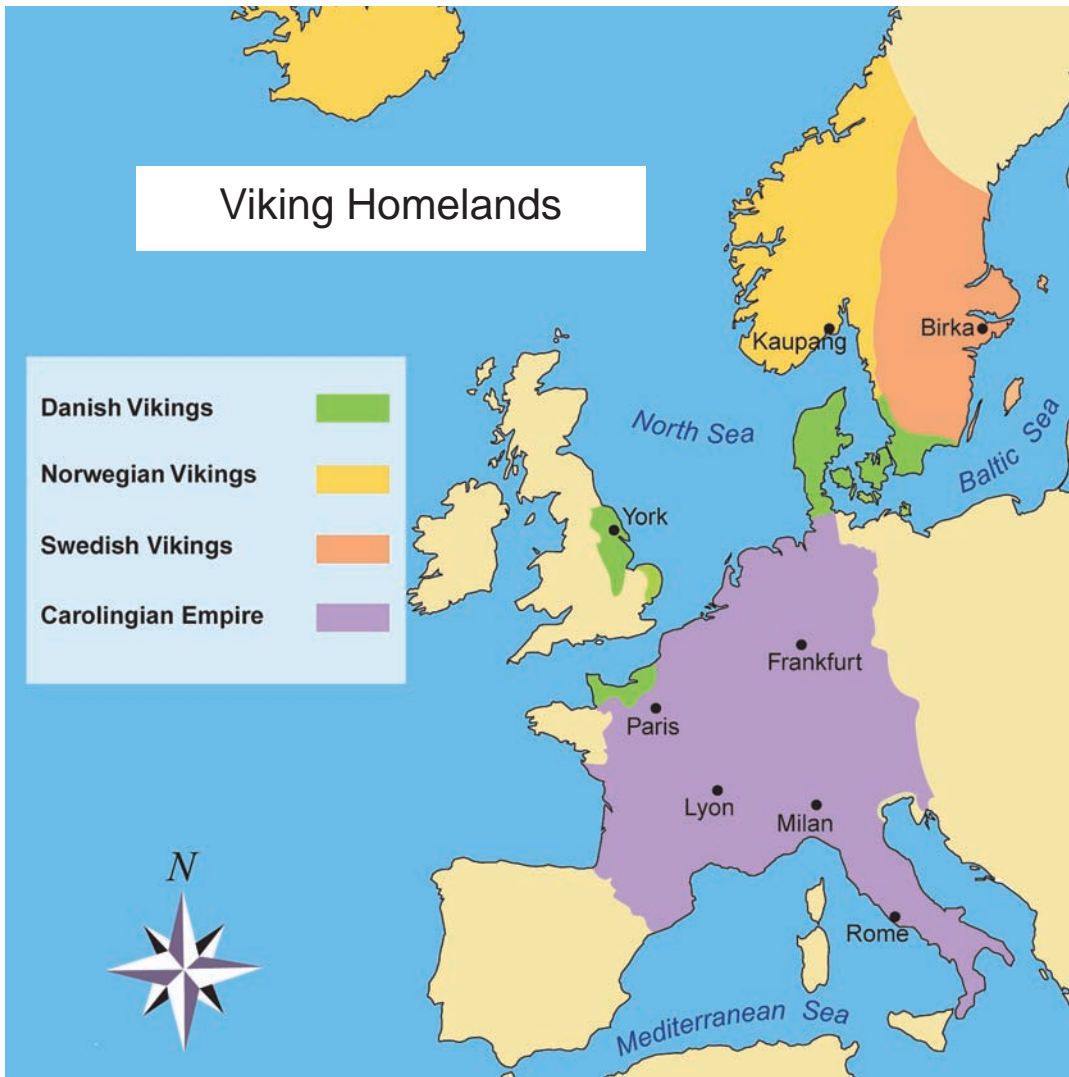 Viking Homelands
Kaupang
Birka
Danish Vikings
North Sea
Baltic Sea
Norwegian Vikings
York
Swedish Vikings
Carolingian Empire
Frankfurt
Paris
Lyon
Milan
N
Rome
Mediterranean Sea